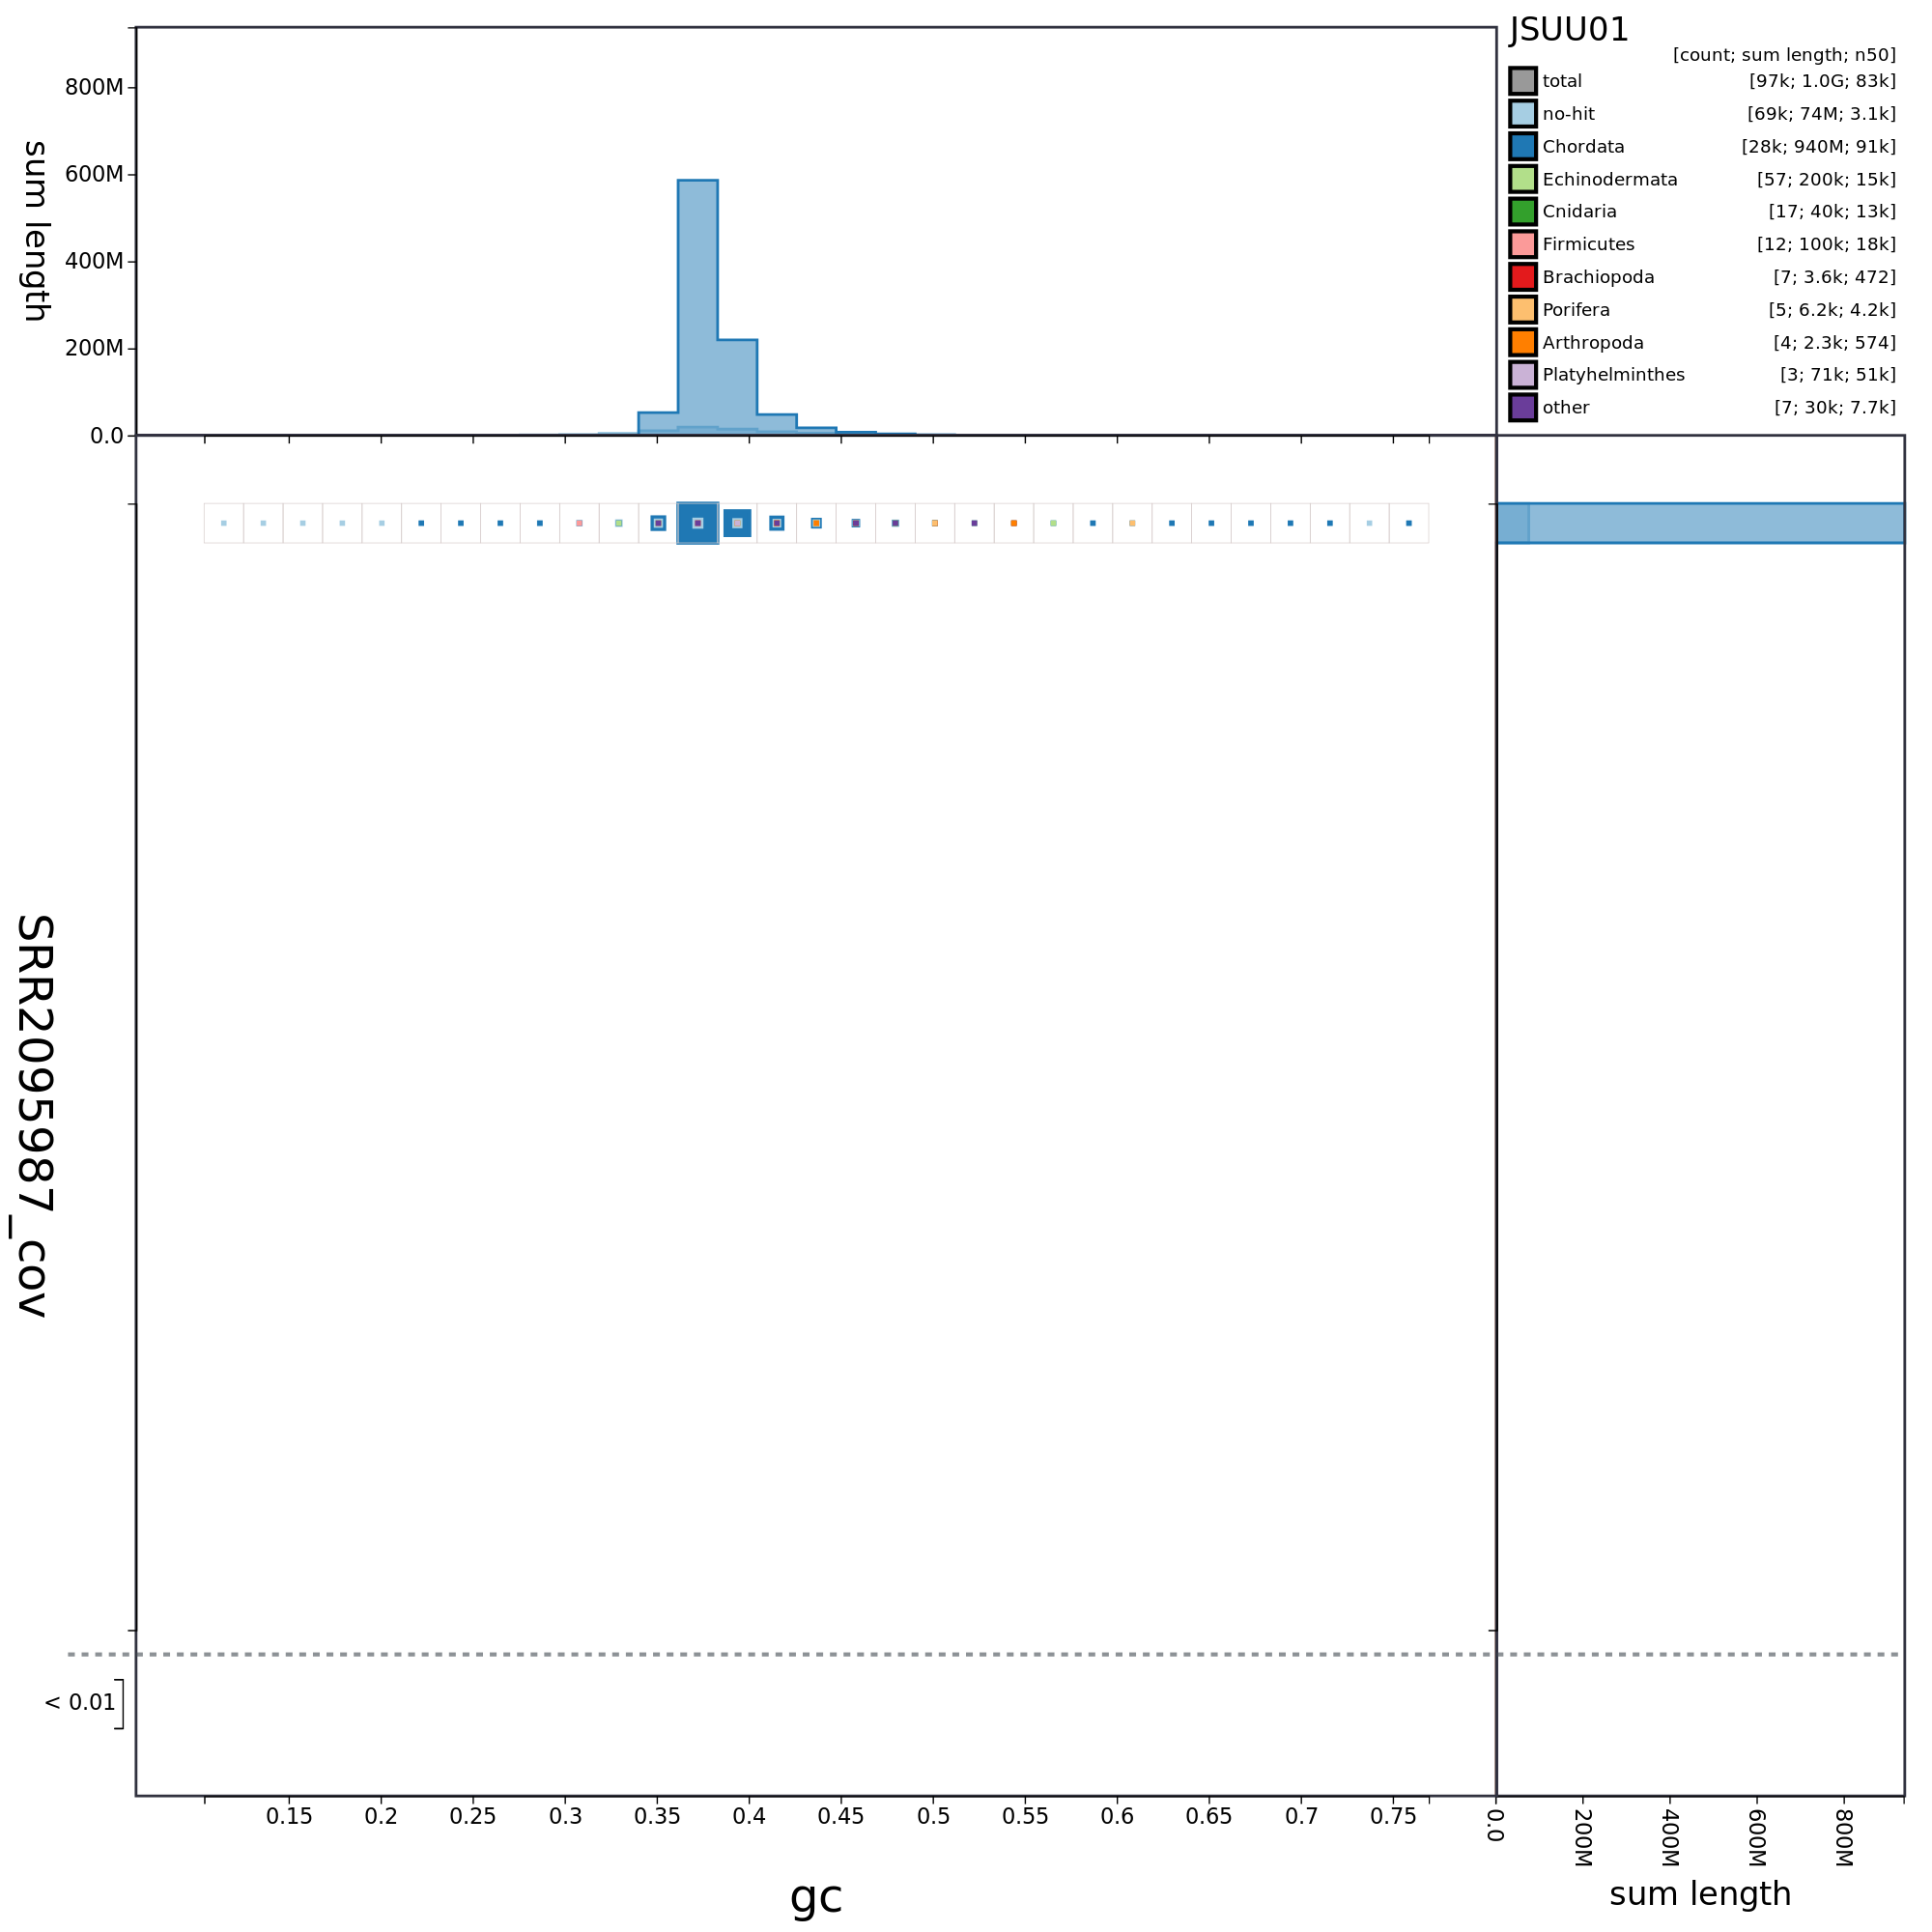 JSUU01
[count; sum length; n50]
total [97k; 1.0G; 83k]
no-hit [69k; 74M; 3.1k]
Chordata [28k; 940M; 91k]
Echinodermata [57; 200k; 15k]
Cnidaria [17; 40k; 13k]
Firmicutes [12; 100k; 18k]
Brachiopoda [7; 3.6k; 472]
Porifera [5; 6.2k; 4.2k]
Arthropoda [4; 2.3k; 574]
Platyhelminthes [3; 71k; 51k]
other [7; 30k; 7.7k]
sum length
800M
600M
400M
200M
0.0
SRR2095987_cov
< 0.01
0.15 0.2 0.25 0.3 0.35 0.4 0.45 0.5 0.55 0.6 0.65 0.7 0.75
gc
0.0 200M 400M 600M 800M
sum length